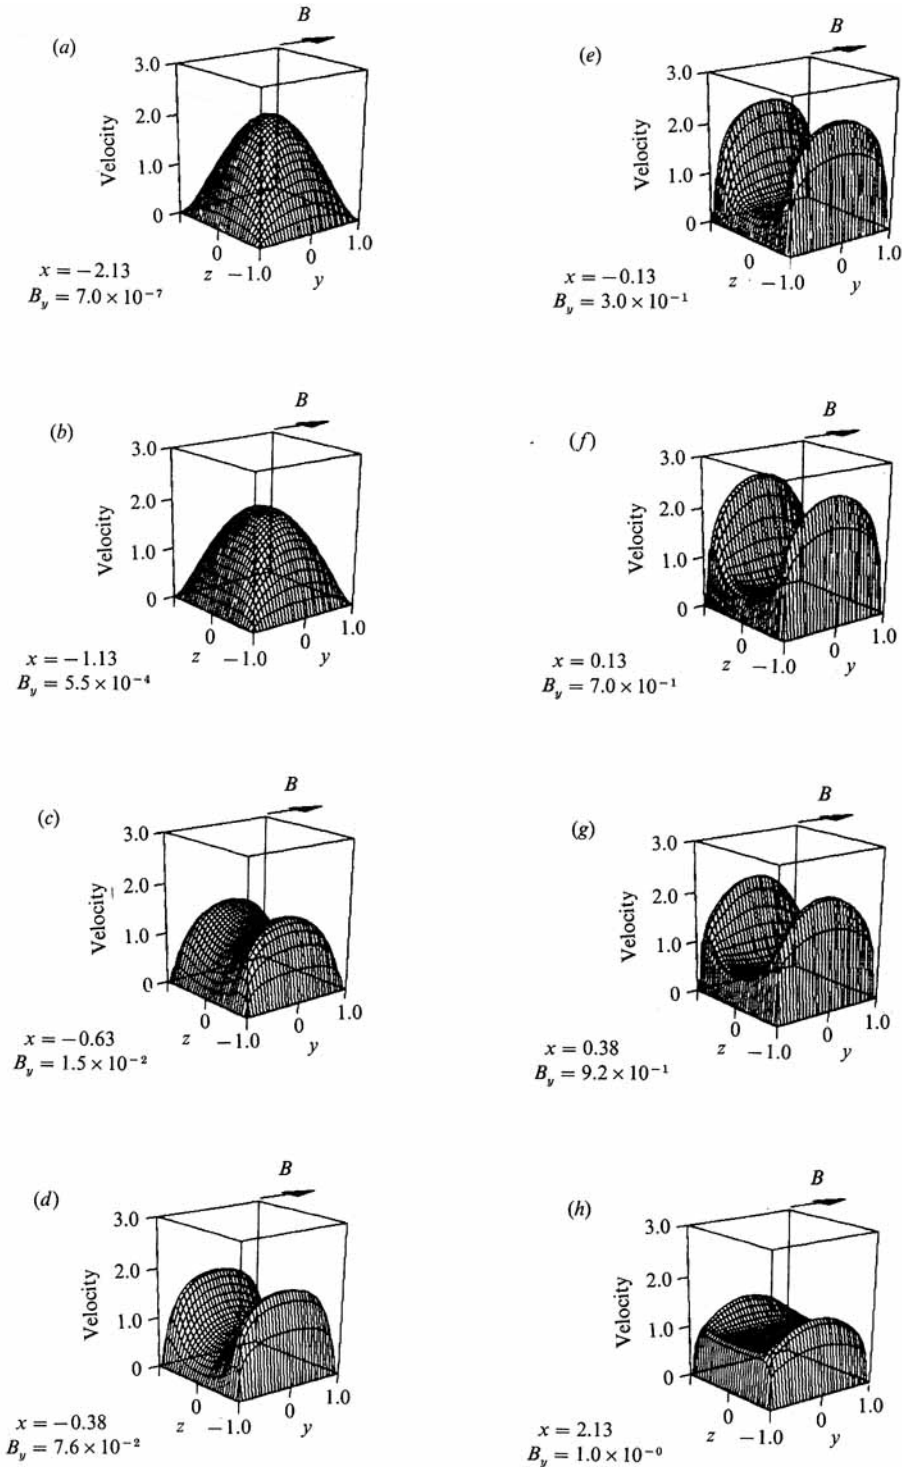 (a)
B
3.0
2.0
1.0
0
Velocity
0
z
−1.0
0
y
1.0
x = −2.13
B_y = 7.0 × 10⁻⁷
(b)
B
3.0
2.0
1.0
0
Velocity
0
z
−1.0
0
y
1.0
x = −1.13
B_y = 5.5 × 10⁻⁴
(c)
B
3.0
2.0
1.0
0
Velocity
0
z
−1.0
0
y
1.0
x = −0.63
B_y = 1.5 × 10⁻²
(d)
B
3.0
2.0
1.0
0
Velocity
0
z
−1.0
0
y
1.0
x = −0.38
B_y = 7.6 × 10⁻²
(e)
B
3.0
2.0
1.0
0
Velocity
0
z
−1.0
0
y
1.0
x = −0.13
B_y = 3.0 × 10⁻¹
(f)
B
3.0
2.0
1.0
0
Velocity
0
z
−1.0
0
y
1.0
x = 0.13
B_y = 7.0 × 10⁻¹
(g)
B
3.0
2.0
1.0
0
Velocity
0
z
−1.0
0
y
1.0
x = 0.38
B_y = 9.2 × 10⁻¹
(h)
B
3.0
2.0
1.0
0
Velocity
0
z
−1.0
0
y
1.0
x = 2.13
B_y = 1.0 × 10⁻⁰